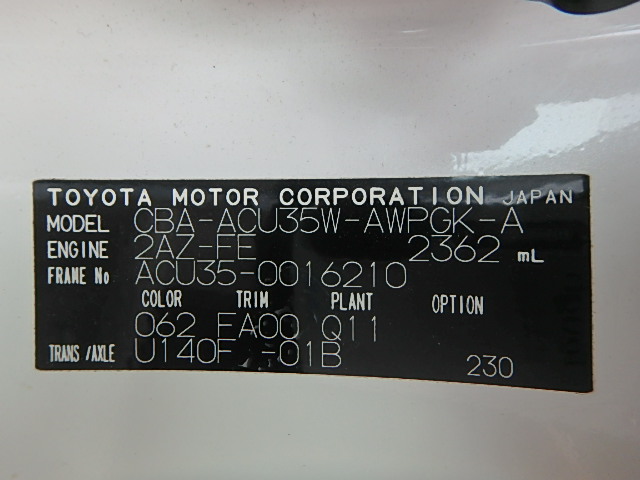 TOYOTA MOTOR CORPORATION JAPAN
MODEL CBA-ACU35W-AWPGK-A
ENGINE 2AZ-FE 2362 mL
FRAME No ACU35-0016210
COLOR TRIM PLANT OPTION
062 FA00 Q11
TRANS/AXLE U140F -01B 230